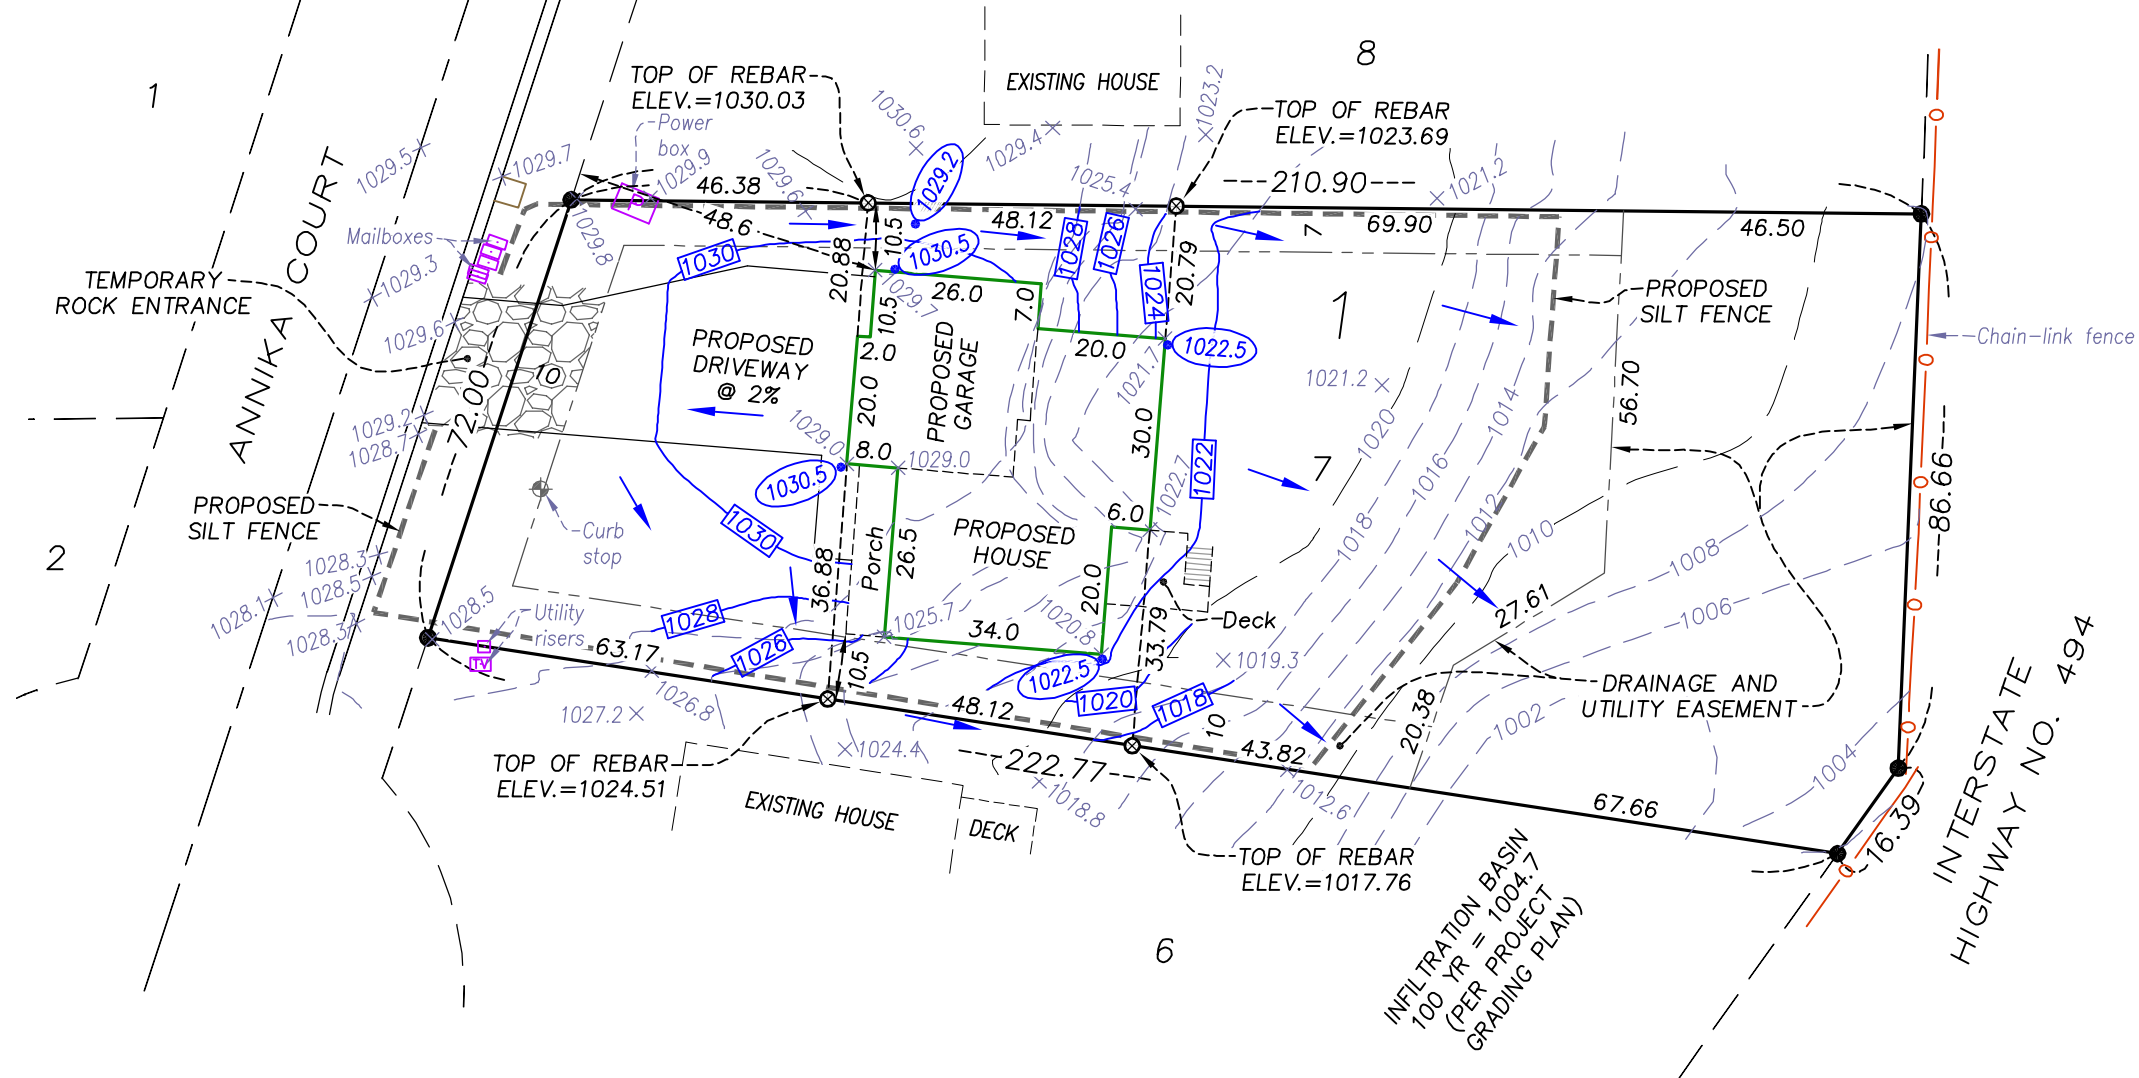 1
8
TOP OF REBAR
ELEV.=1030.03
EXISTING HOUSE
TOP OF REBAR
ELEV.=1023.69
1023.2
1030.6
1029.4
1029.5
1029.7
Power
box
1029.9
1029.6
1029.2
1025.4
1021.2
46.38
48.6
48.12
210.90
69.90
7
46.50
1029.8
Mailboxes
1029.3
TEMPORARY
ROCK ENTRANCE
1030
20.88
10.5
1030.5
1028
1026
1024
20.79
26.0
7.0
1029.7
1029.6
10.5
2.0
20.0
1022.5
1
PROPOSED
SILT FENCE
Chain-link fence
ANNIKA COURT
PROPOSED
DRIVEWAY
@ 2%
PROPOSED
GARAGE
20.0
1021.7
30.0
1021.2
56.70
10
72.00
1029.2
1028.7
1029.0
8.0
1029.0
1030.5
1022
1022.7
7
1020
1018
1016
1014
1012
1010
1008
1006
1004
1002
86.66
PROPOSED
SILT FENCE
2
Curb
stop
1030
36.88
Porch
26.5
PROPOSED
HOUSE
6.0
20.0
1028.3
1028.5
1028.1
1028.3
1028.5
Utility
risers
TV
1028
1026
1025.7
1020.8
34.0
33.79
Deck
27.61
DRAINAGE AND
UTILITY EASEMENT
63.17
10.5
1022.5
1019.3
1020
1018
10
20.38
1026.8
1027.2
48.12
43.82
1024.4
222.77
1018.8
1012.6
TOP OF REBAR
ELEV.=1024.51
EXISTING HOUSE
DECK
TOP OF REBAR
ELEV.=1017.76
67.66
16.39
INTERSTATE
HIGHWAY NO. 494
6
INFILTRATION BASIN
100 YR = 1004.7
(PER PROJECT
GRADING PLAN)